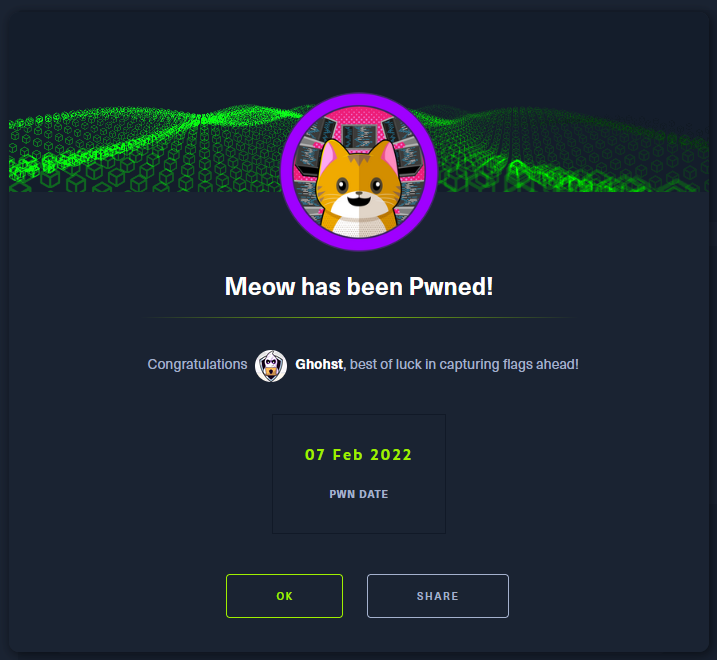 Meow has been Pwned!
Congratulations Ghohst, best of luck in capturing flags ahead!
07 Feb 2022
PWN DATE
OK
SHARE